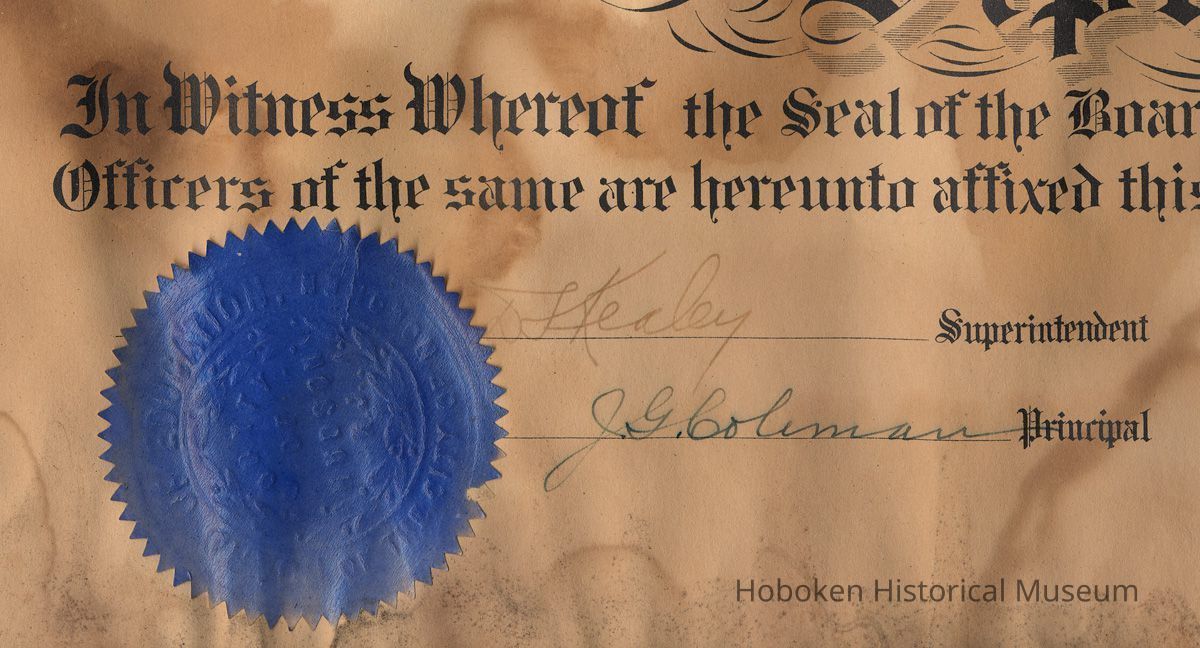 In Witness Whereof the Seal of the Boar
Officers of the same are hereunto affixed this
Kealey Superintendent
J.G. Coleman Principal
Hoboken Historical Museum